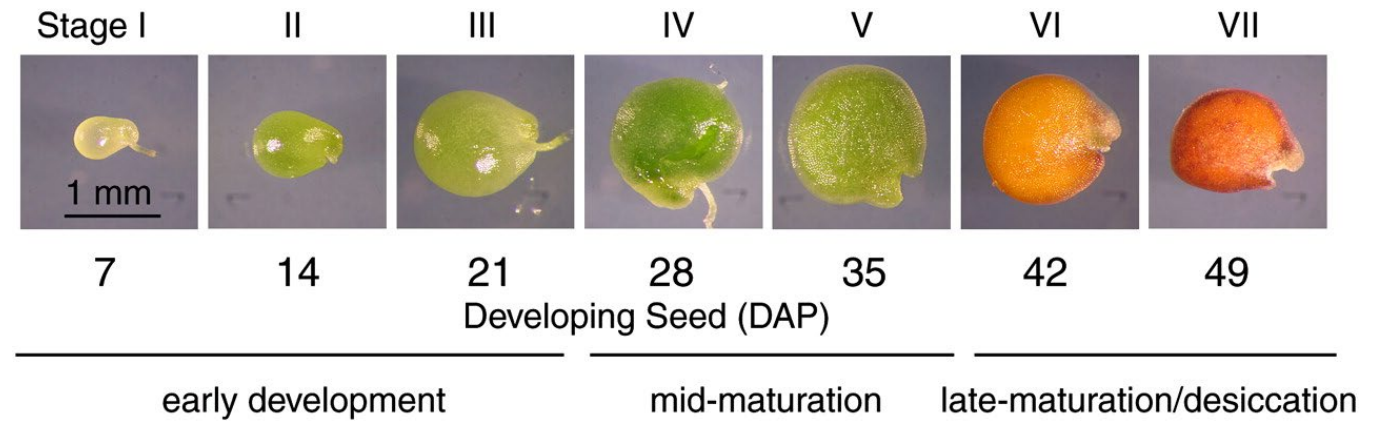 Stage I II III IV V VI VII
1 mm
7 14 21 28 35 42 49
Developing Seed (DAP)
early development mid-maturation late-maturation/desiccation